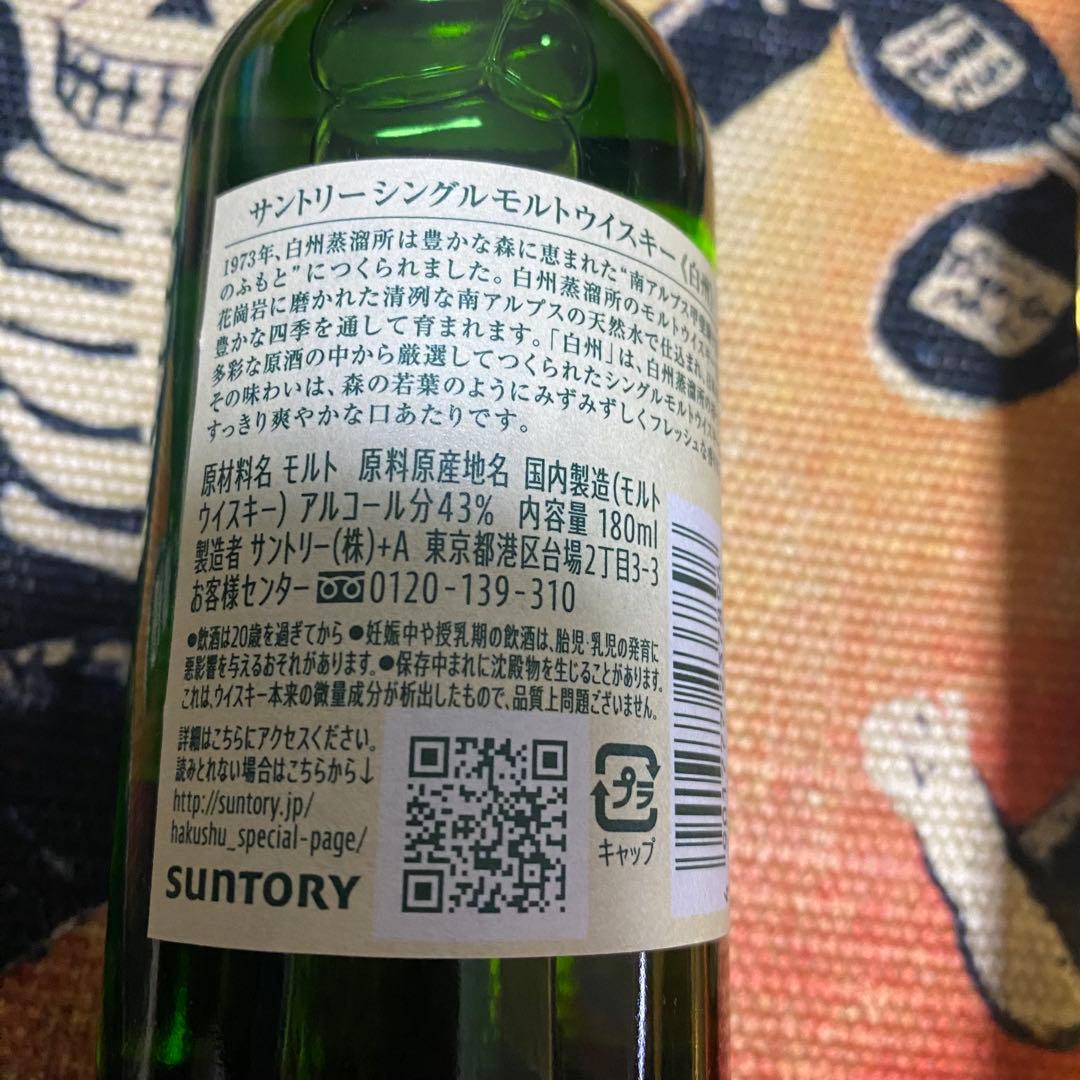 サントリーシングルモルトウイスキー〈白州
1973年、白州蒸溜所は豊かな森に恵まれた“南アルプス甲斐
のふもと”につくられました。白州蒸溜所のモルトウイスキ
花崗岩に磨かれた清冽な南アルプスの天然水で仕込まれ、
豊かな四季を通して育まれます。「白州」は、白州蒸溜所の
多彩な原酒の中から厳選してつくられたシングルモルトウイス
その味わいは、森の若葉のようにみずみずしくフレッシュな
すっきり爽やかな口あたりです。
原材料名 モルト 原料原産地名 国内製造(モルト
ウイスキー) アルコール分43% 内容量 180ml
製造者 サントリー(株)+A 東京都港区台場2丁目3-3
お客様センター 0120-139-310
●飲酒は20歳を過ぎてから ●妊娠中や授乳期の飲酒は、胎児・乳児の発育に
悪影響を与えるおそれがあります。●保存中まれに沈殿物を生じることがあります。
これは、ウイスキー本来の微量成分が析出したもので、品質上問題ございません。
詳細はこちらにアクセスください。
読みとれない場合はこちらから↓
http://suntory.jp/
hakushu_special-page/
SUNTORY
プラ
キャップ